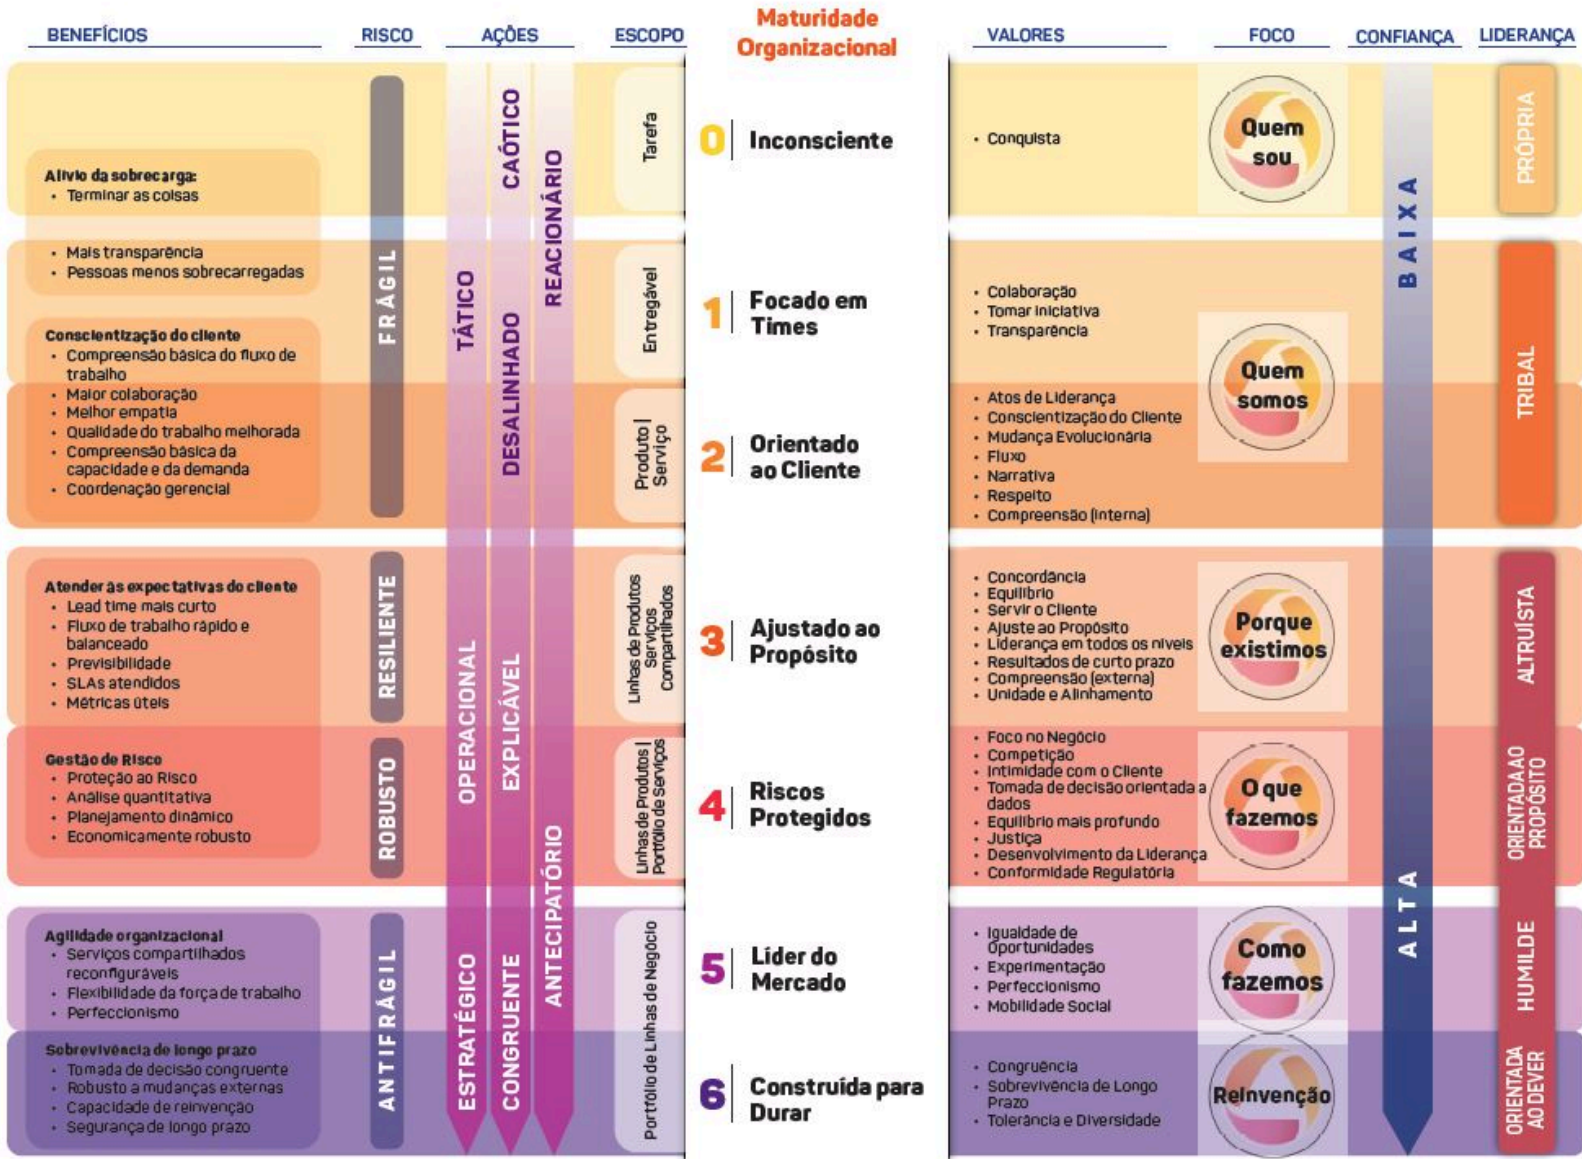 BENEFÍCIOS
RISCO
AÇÕES
ESCOPO
Maturidade
Organizacional
VALORES
FOCO
CONFIANÇA
LIDERANÇA
Alívio da sobrecarga:
• Terminar as coisas
• Mais transparência
• Pessoas menos sobrecarregadas
Conscientização do cliente
• Compreensão básica do fluxo de
trabalho
• Maior colaboração
• Melhor empatia
• Qualidade do trabalho melhorada
• Compreensão básica da
capacidade e da demanda
• Coordenação gerencial
Atender às expectativas do cliente
• Lead time mais curto
• Fluxo de trabalho rápido e
balanceado
• Previsibilidade
• SLAs atendidos
• Métricas úteis
Gestão de Risco
• Proteção ao Risco
• Análise quantitativa
• Planejamento dinâmico
• Economicamente robusto
Agilidade organizacional
• Serviços compartilhados
reconfiguráveis
• Flexibilidade da força de trabalho
• Perfeccionismo
Sobrevivência de longo prazo
• Tomada de decisão congruente
• Robusto a mudanças externas
• Capacidade de reinvenção
• Segurança de longo prazo
FRÁGIL
RESILIENTE
ROBUSTO
ANTIFRÁGIL
TÁTICO
OPERACIONAL
ESTRATÉGICO
CAÓTICO
DESALINHADO
EXPLICÁVEL
CONGRUENTE
REACIONÁRIO
ANTECIPATÓRIO
Tarefa
Entregável
Produto |
Serviço
Linhas de Produtos
Serviços
Compartilhados
Linhas de Produtos |
Portfólio de serviços
Portfólio de Linhas de Negócio
0 Inconsciente
1 Focado em
Times
2 Orientado
ao Cliente
3 Ajustado ao
Propósito
4 Riscos
Protegidos
5 Líder do
Mercado
6 Construída para
Durar
• Conquista
• Colaboração
• Tomar iniciativa
• Transparência
• Atos de Liderança
• Conscientização do Cliente
• Mudança Evolucionária
• Fluxo
• Narrativa
• Respeito
• Compreensão (interna)
• Concordância
• Equilíbrio
• Servir o Cliente
• Ajuste ao Propósito
• Liderança em todos os níveis
• Resultados de curto prazo
• Compreensão (externa)
• Unidade e Alinhamento
• Foco no Negócio
• Competição
• Intimidade com o Cliente
• Tomada de decisão orientada a
dados
• Equilíbrio mais profundo
• Justiça
• Desenvolvimento da Liderança
• Conformidade Regulatória
• Igualdade de
Oportunidades
• Experimentação
• Perfeccionismo
• Mobilidade Social
• Congruência
• Sobrevivência de Longo
Prazo
• Tolerância e Diversidade
Quem
sou
Quem
somos
Porque
existimos
O que
fazemos
Como
fazemos
Reinvenção
BAIXA
ALTA
PRÓPRIA
TRIBAL
ALTRUÍSTA
ORIENTADA AO
PROPÓSITO
HUMILDE
ORIENTADA
AO DEVER